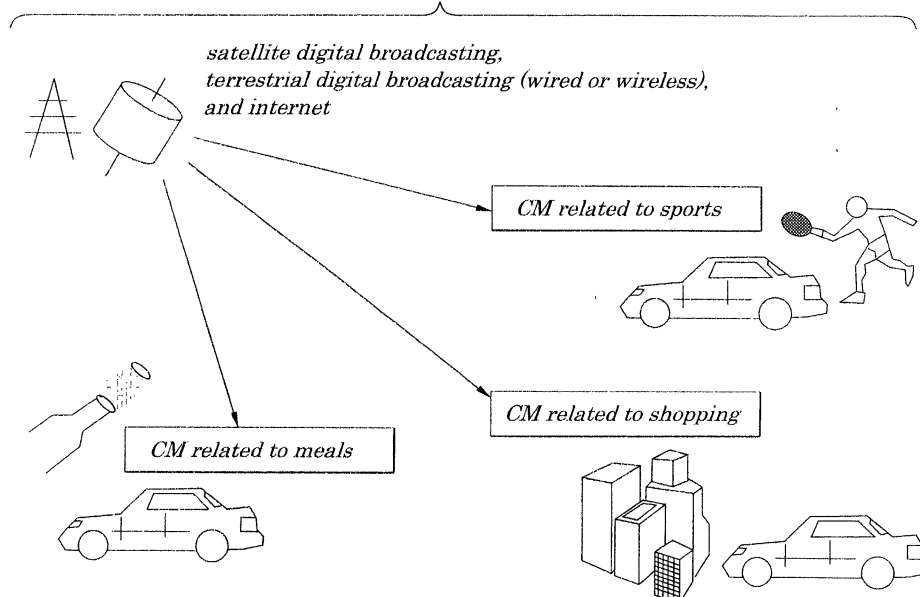 satellite digital broadcasting,
terrestrial digital broadcasting (wired or wireless),
and internet
CM related to sports
CM related to shopping
CM related to meals